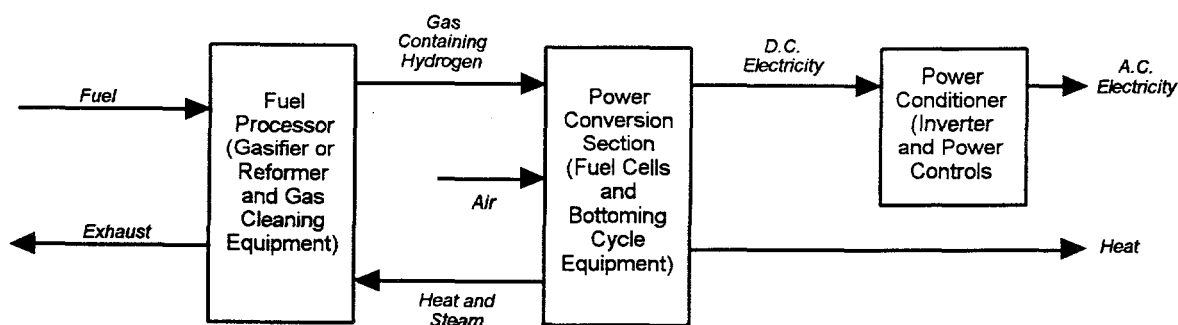 Fuel
Exhaust
Fuel
Processor
(Gasifier or
Reformer
and Gas
Cleaning
Equipment)
Gas
Containing
Hydrogen
Air
Heat and
Steam
Power
Conversion
Section
(Fuel Cells
and
Bottoming
Cycle
Equipment)
D.C.
Electricity
Power
Conditioner
(Inverter
and Power
Controls
A.C.
Electricity
Heat